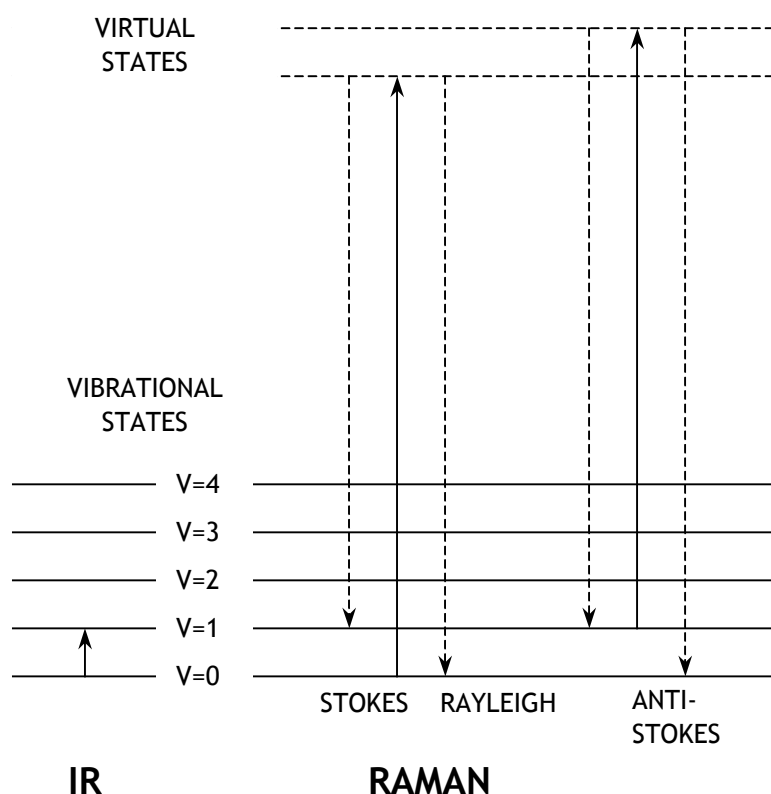 VIRTUAL
STATES
VIBRATIONAL
STATES
V=4
V=3
V=2
V=1
V=0
STOKES
RAYLEIGH
ANTI-
STOKES
IR
RAMAN